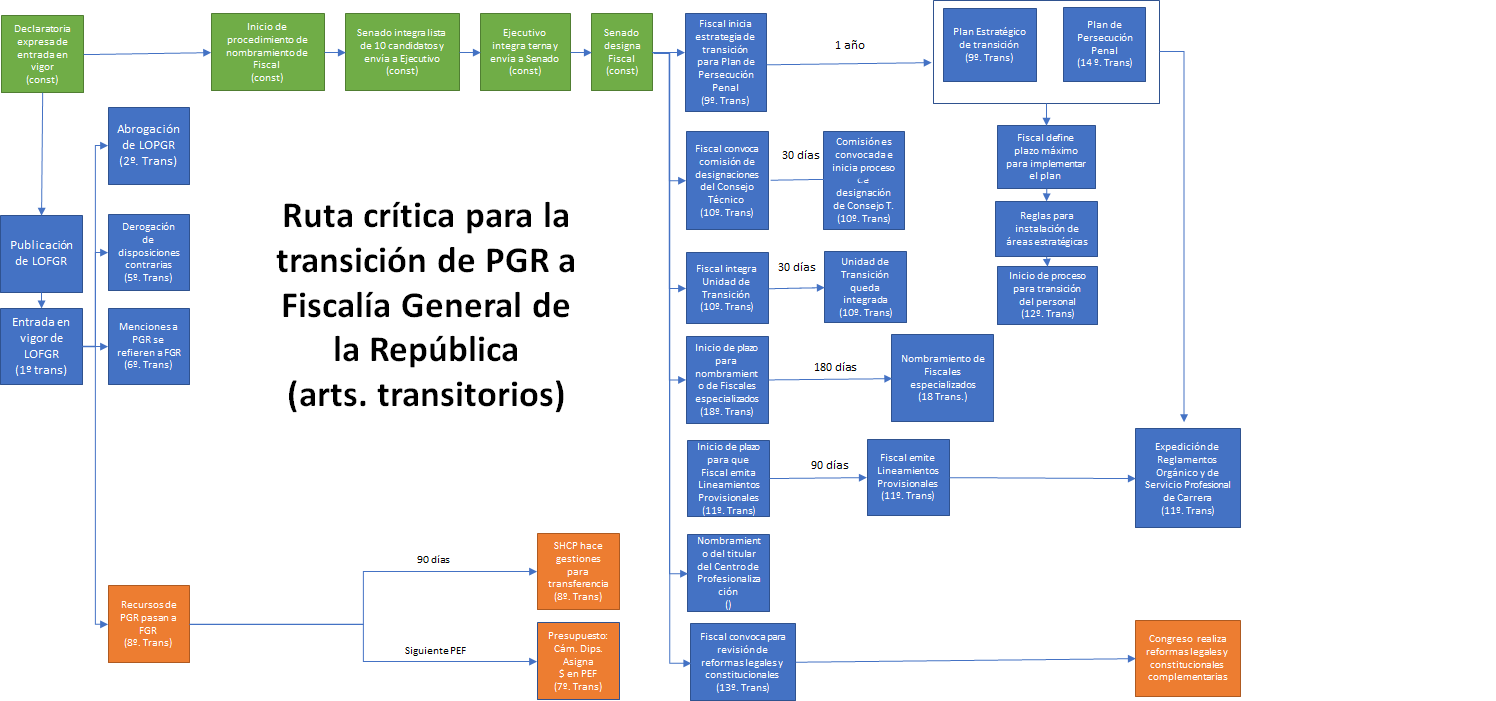 Declaratoria
expresa de
entrada en
vigor
(const)
Inicio de
procedimiento de
nombramiento de
Fiscal
(const)
Senado integra lista
de 10 candidatos y
envía a Ejecutivo
(const)
Ejecutivo
integra terna y
envía a Senado
(const)
Senado
designa
Fiscal
(const)
Fiscal inicia
estrategia de
transición
para Plan de
Persecución
Penal
(9º. Trans)
1 año
Plan Estratégico
de transición
(9º. Trans)
Plan de
Persecución
Penal
(14 º. Trans)
Abrogación
de LOPGR
(2º. Trans)
Derogación
de
disposiciones
contrarias
(5º. Trans)
Menciones a
PGR se
refieren a FGR
(6º. Trans)
Publicación
de LOFGR
Entrada en
vigor de
LOFGR
(1º trans)
Ruta crítica para la
transición de PGR a
Fiscalía General de
la República
(arts. transitorios)
Fiscal convoca
comisión de
designaciones
del Consejo
Técnico
(10º. Trans)
30 días
Comisión es
convocada e
inicia proceso
designación
de Consejo T.
(10º. Trans)
Fiscal define
plazo máximo
para implementar
el plan
Reglas para
instalación de
áreas estratégicas
Inicio de proceso
para transición
del personal
(12º. Trans)
Fiscal integra
Unidad de
Transición
(10º. Trans)
30 días
Unidad de
Transición
queda
integrada
(10º. Trans)
Inicio de plazo
para
nombramient
o de Fiscales
especializados
(18º. Trans)
180 días
Nombramiento de
Fiscales
especializados
(18 Trans.)
Inicio de plazo
para que
Fiscal emita
Lineamientos
Provisionales
(11º. Trans)
90 días
Fiscal emite
Lineamientos
Provisionales
(11º. Trans)
Expedición de
Reglamentos
Orgánico y de
Servicio Profesional
de Carrera
(11º. Trans)
Nombramient
o del titular
del Centro de
Profesionaliza
ción
()
Fiscal convoca para
revisión de
reformas legales y
constitucionales
(13º. Trans)
Congreso realiza
reformas legales y
constitucionales
complementarias
Recursos de
PGR pasan a
FGR
(8º. Trans)
90 días
SHCP hace
gestiones
para
transferencia
(8º. Trans)
Siguiente PEF
Presupuesto:
Cám. Dips.
Asigna
$ en PEF
(7º. Trans)